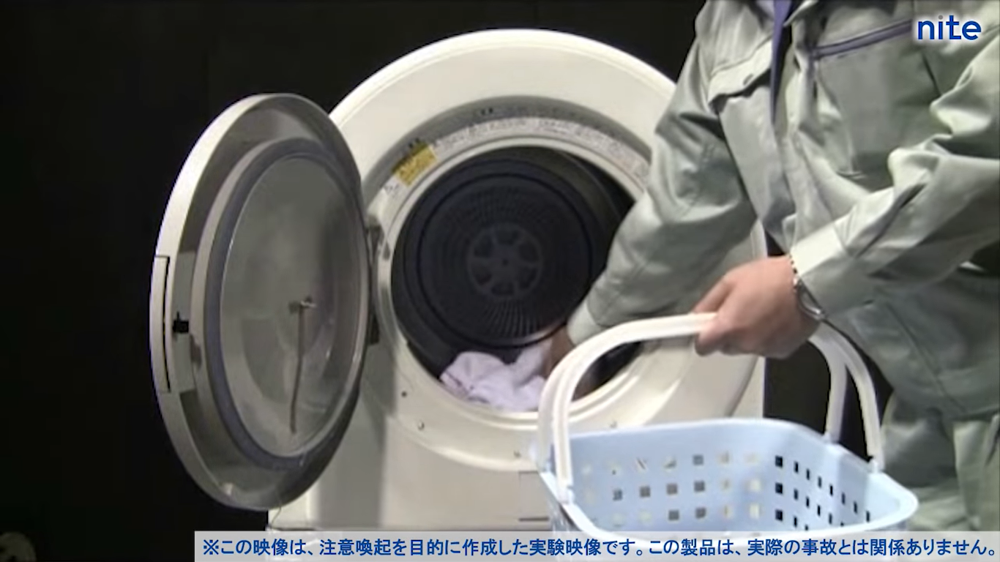 nite
※この映像は、注意喚起を目的に作成した実験映像です。この製品は、実際の事故とは関係ありません。